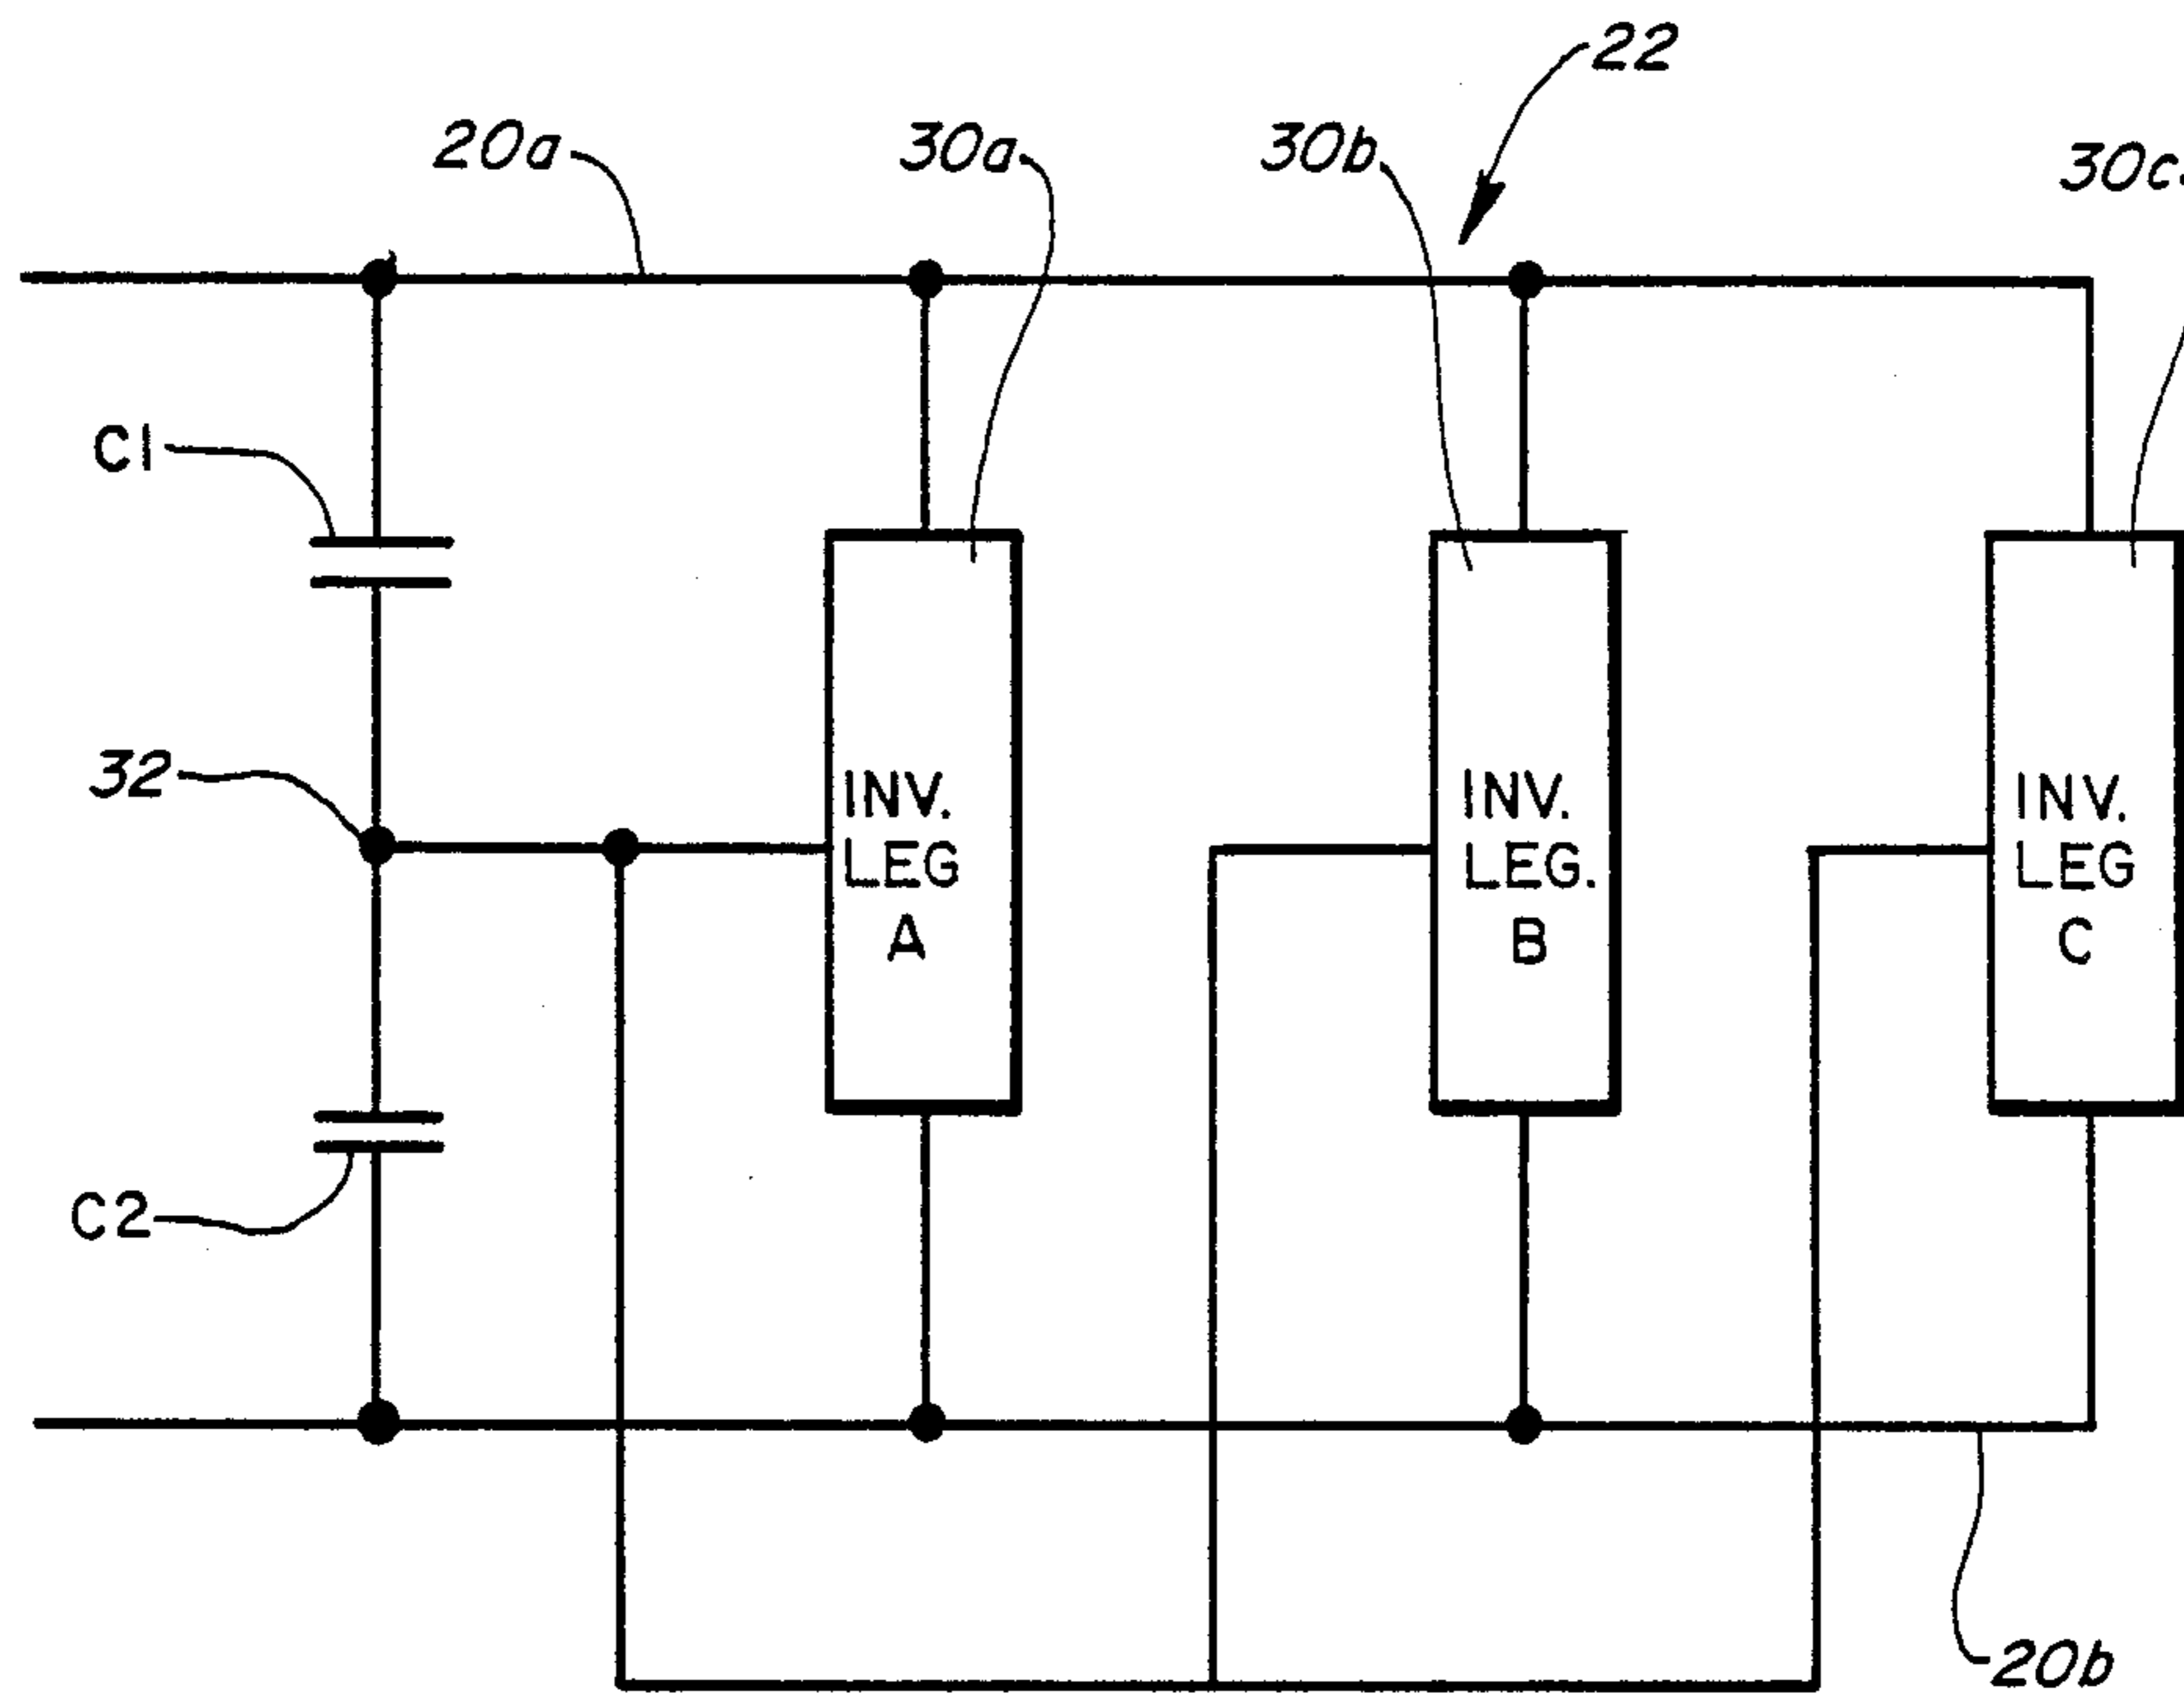 22
20a
30a
30b
30c
C1
32
INV.
LEG
A
INV.
LEG.
B
INV.
LEG
C
C2
20b